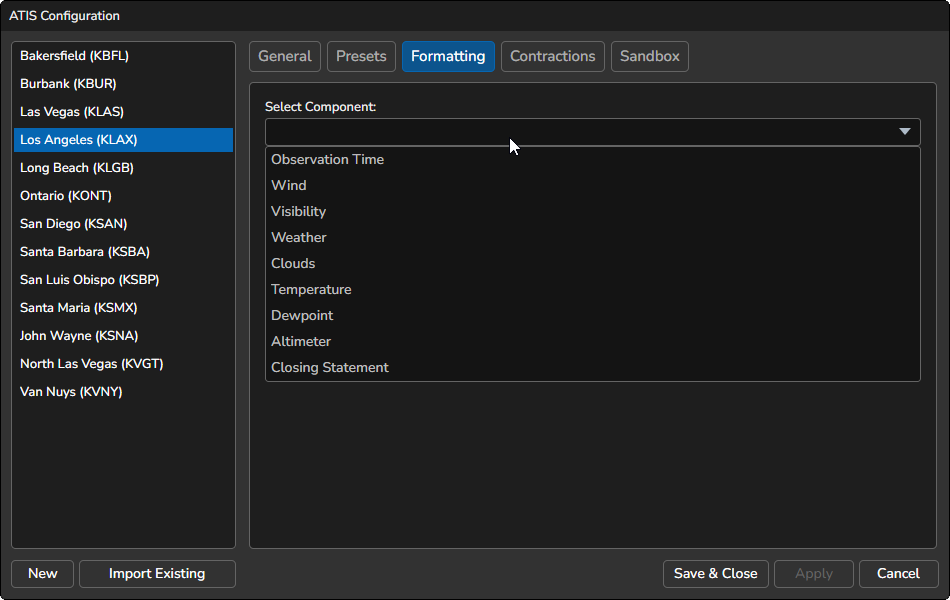 ATIS Configuration
Bakersfield (KBFL)
Burbank (KBUR)
Las Vegas (KLAS)
Los Angeles (KLAX)
Long Beach (KLGB)
Ontario (KONT)
San Diego (KSAN)
Santa Barbara (KSBA)
San Luis Obispo (KSBP)
Santa Maria (KSMX)
John Wayne (KSNA)
North Las Vegas (KVGT)
Van Nuys (KVNY)
New Import Existing
General Presets Formatting Contractions Sandbox
Select Component:
Observation Time
Wind
Visibility
Weather
Clouds
Temperature
Dewpoint
Altimeter
Closing Statement
Save & Close Apply Cancel